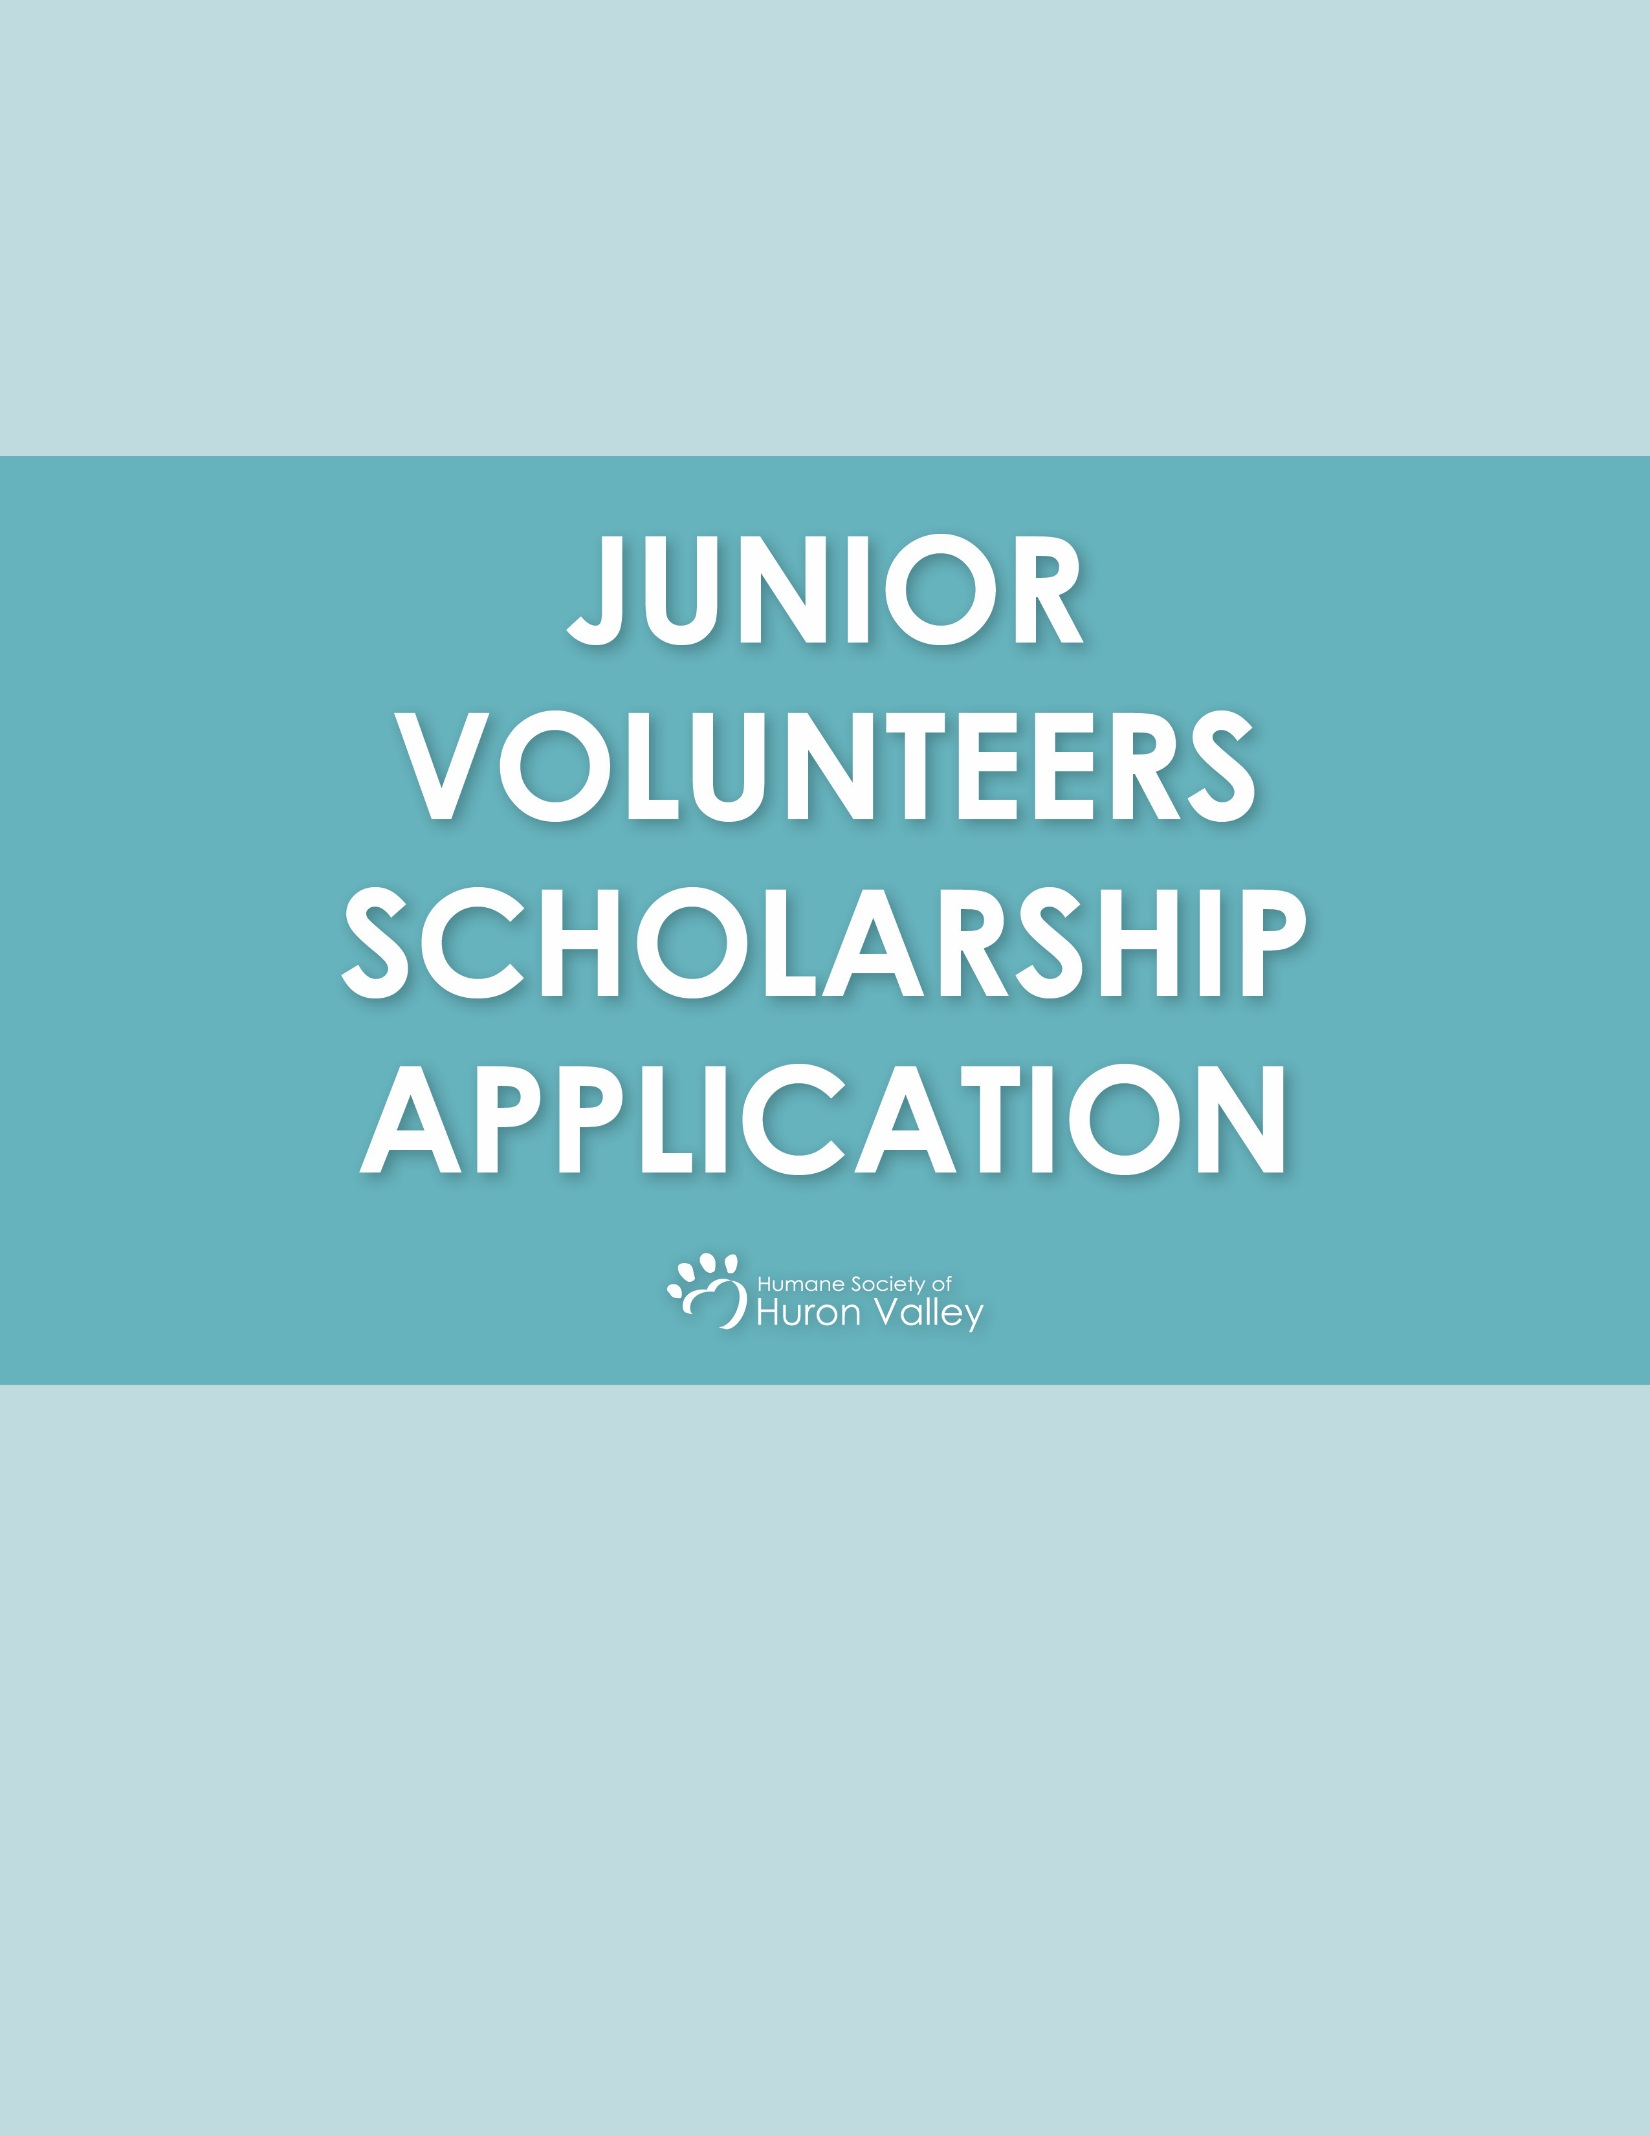 JUNIOR
VOLUNTEERS
SCHOLARSHIP
APPLICATION
Humane Society of
Huron Valley